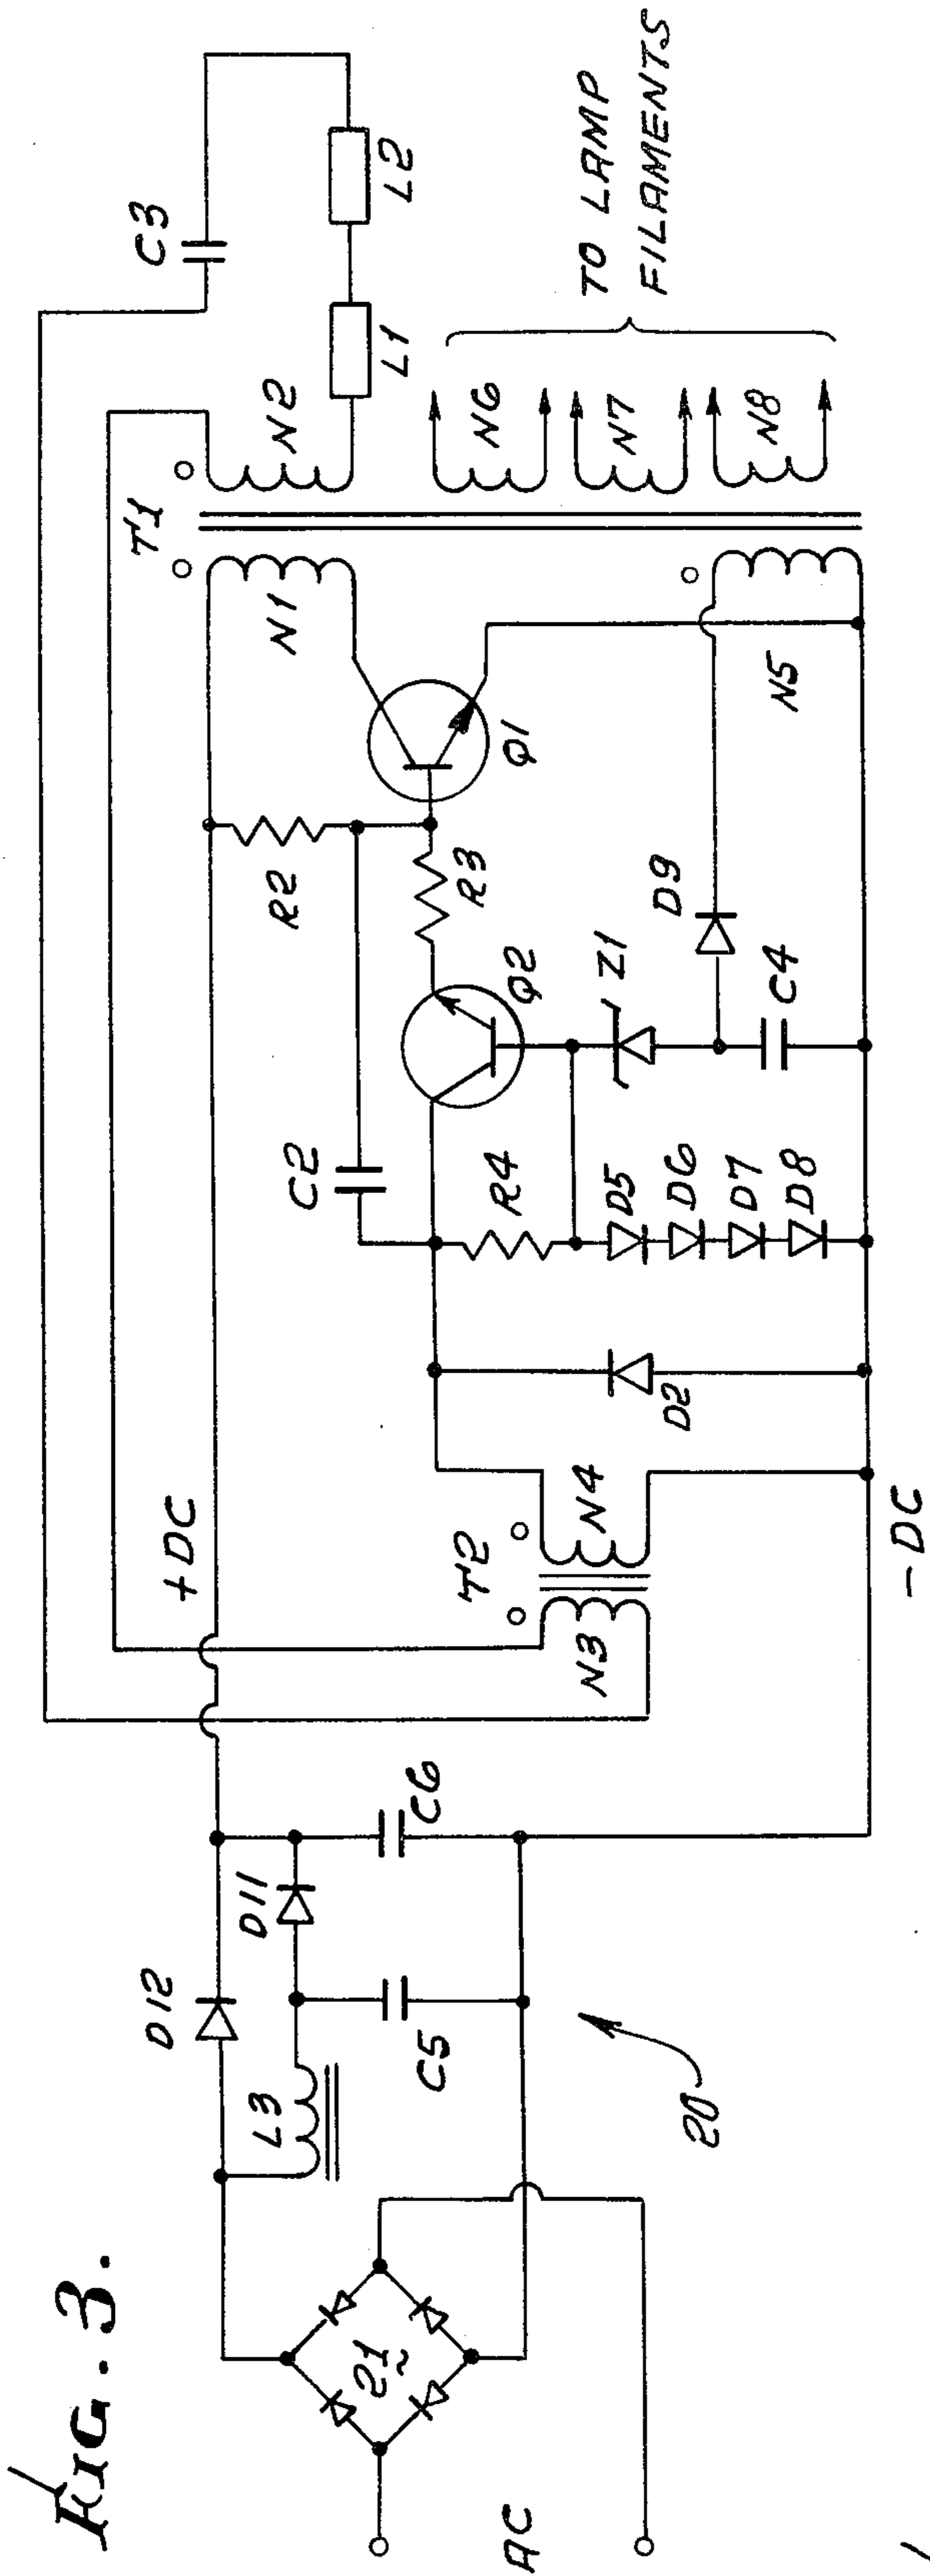 FIG. 3.
AC
21
~
D12
L3
D11
C5
C6
20
+DC
-DC
T2
N3
N4
D2
C2
R4
D5
D6
D7
D8
Q2
Z1
R2
R3
D9
C4
Q1
N1
T1
N5
N2
C3
L1
L2
N6
N7
N8
TO LAMP
FILAMENTS